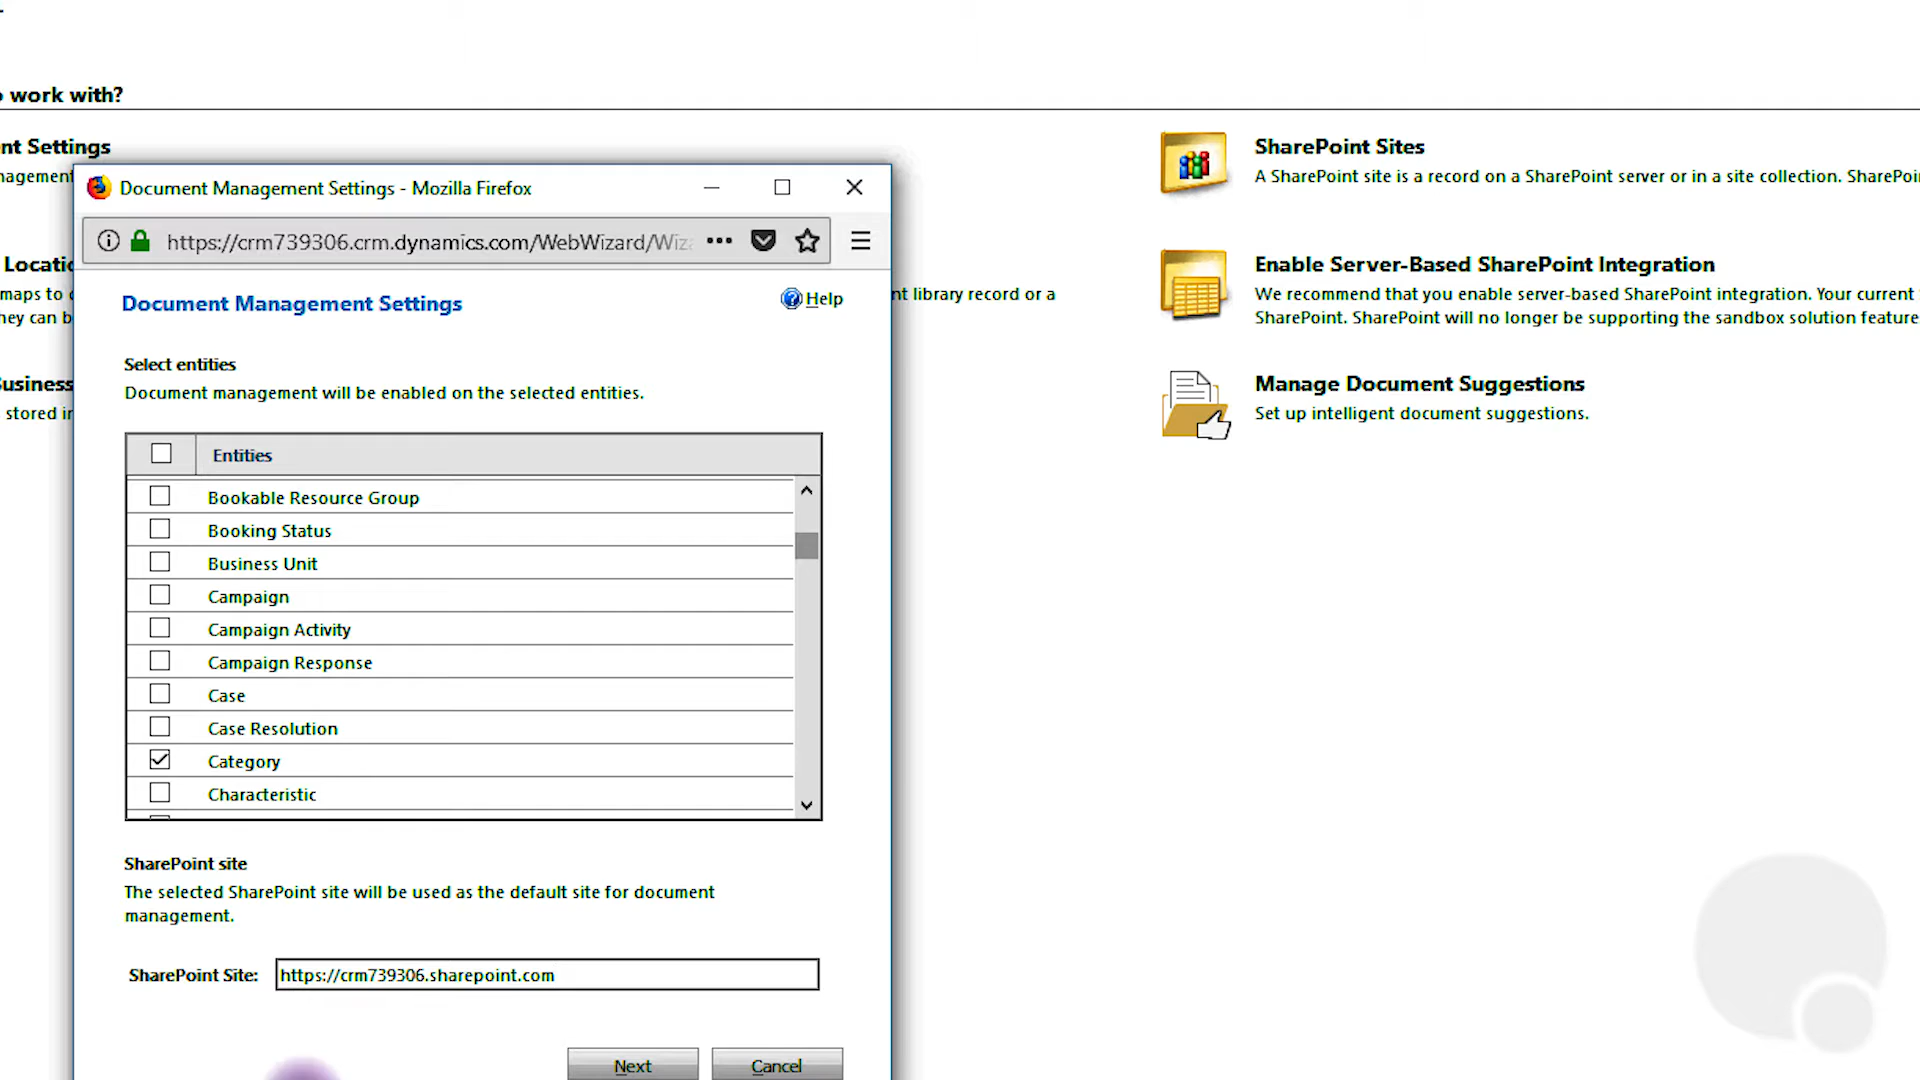 work with?
nt Settings
nagement
Locatio
maps to
hey can b
nt library record or a
Business
stored in
SharePoint Sites
A SharePoint site is a record on a SharePoint server or in a site collection. SharePoi
Enable Server-Based SharePoint Integration
We recommend that you enable server-based SharePoint integration. Your current
SharePoint. SharePoint will no longer be supporting the sandbox solution feature
Manage Document Suggestions
Set up intelligent document suggestions.
Document Management Settings - Mozilla Firefox
https://crm739306.crm.dynamics.com/WebWizard/Wiz
Document Management Settings
Help
Select entities
Document management will be enabled on the selected entities.
Entities
Bookable Resource Group
Booking Status
Business Unit
Campaign
Campaign Activity
Campaign Response
Case
Case Resolution
Category
Characteristic
SharePoint site
The selected SharePoint site will be used as the default site for document
management.
SharePoint Site: https://crm739306.sharepoint.com
Next Cancel